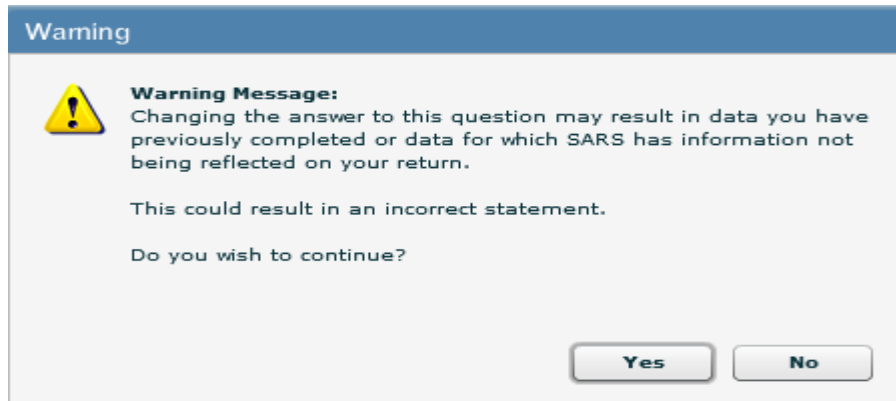 Warning
Warning Message:
Changing the answer to this question may result in data you have
previously completed or data for which SARS has information not
being reflected on your return.
This could result in an incorrect statement.
Do you wish to continue?
Yes
No